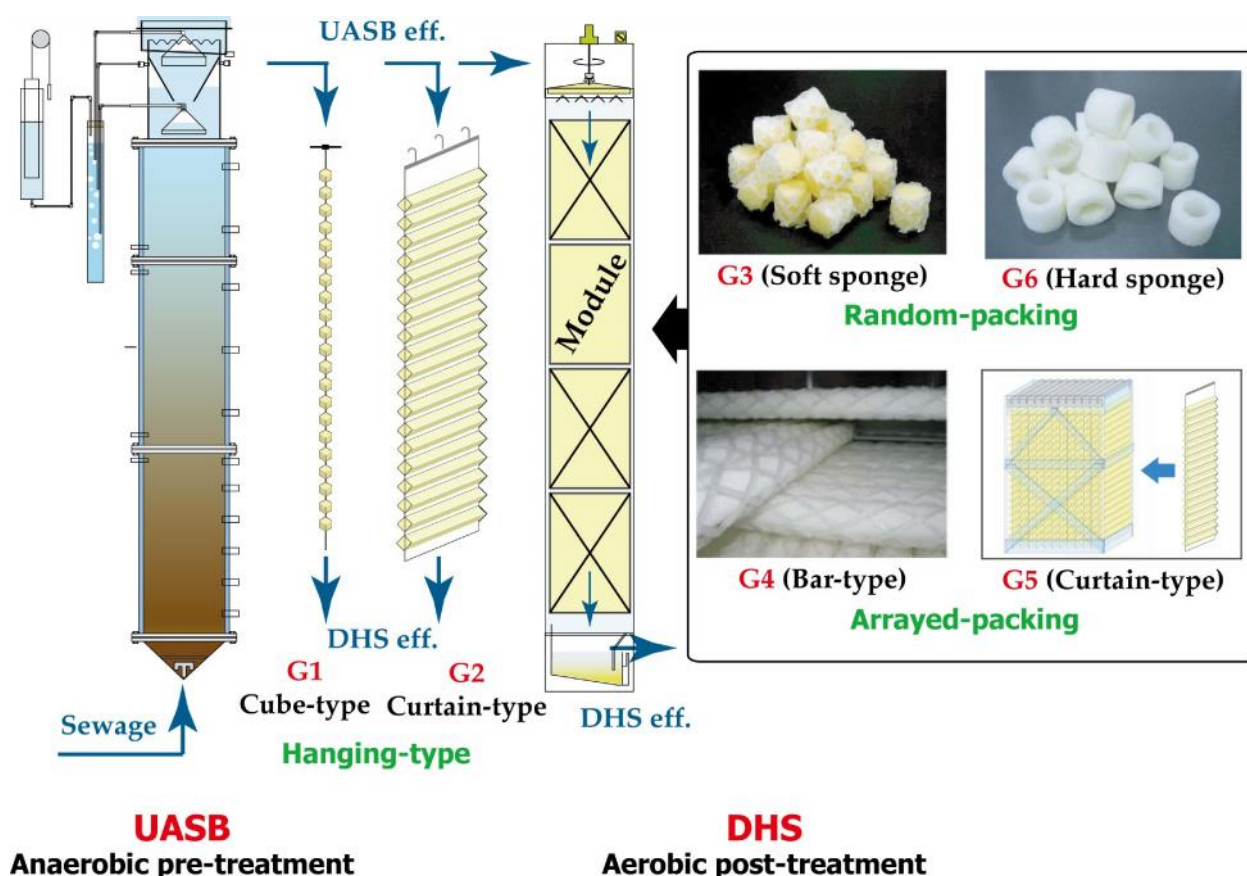 UASB eff.
Module
G3 (Soft sponge)
G6 (Hard sponge)
Random-packing
G4 (Bar-type)
G5 (Curtain-type)
Arrayed-packing
DHS eff.
G1
Cube-type
G2
Curtain-type
Hanging-type
DHS eff.
Sewage
UASB
Anaerobic pre-treatment
DHS
Aerobic post-treatment